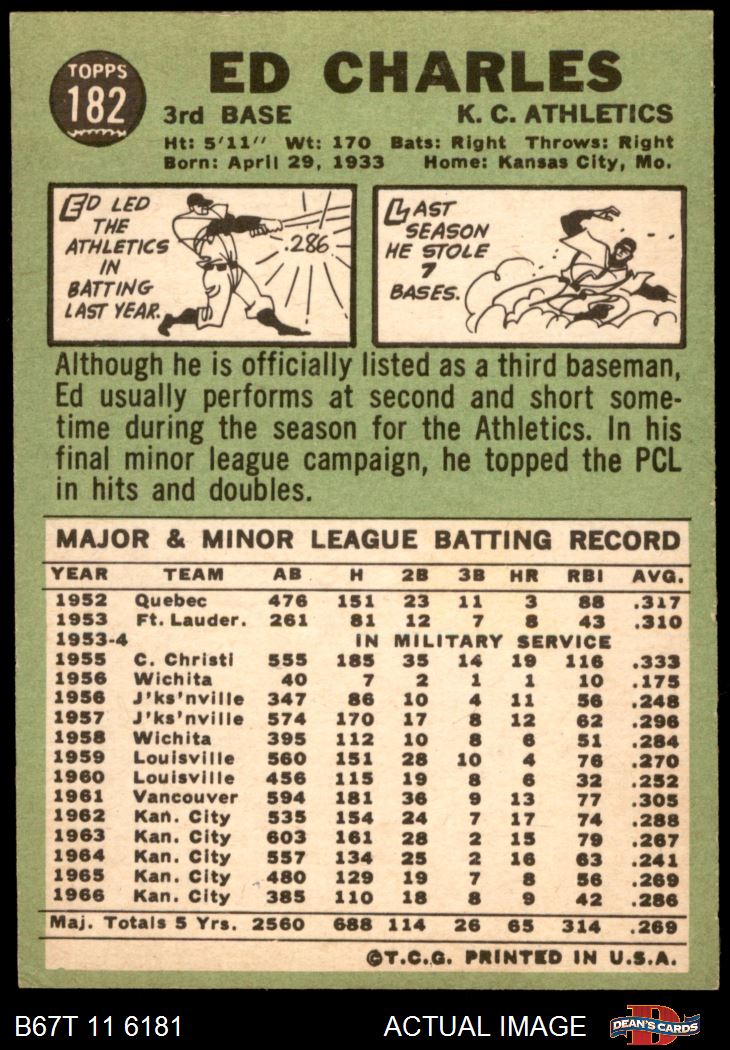 TOPPS
182
ED CHARLES
3rd BASE K. C. ATHLETICS
Ht: 5'11" Wt: 170 Bats: Right Throws: Right
Born: April 29, 1933 Home: Kansas City, Mo.
ED LED
THE
ATHLETICS
IN
BATTING
LAST YEAR.
.286
LAST
SEASON
HE STOLE
7
BASES.
Although he is officially listed as a third baseman,
Ed usually performs at second and short some-
time during the season for the Athletics. In his
final minor league campaign, he topped the PCL
in hits and doubles.
MAJOR & MINOR LEAGUE BATTING RECORD
YEAR TEAM AB H 2B 3B HR RBI AVG.
1952 Quebec 476 151 23 11 3 88 .317
1953 Ft. Lauder. 261 81 12 7 8 43 .310
1953-4 IN MILITARY SERVICE
1955 C. Christi 555 185 35 14 19 116 .333
1956 Wichita 40 7 2 1 1 10 .175
1956 J'ks'nville 347 86 10 4 11 56 .248
1957 J'ks'nville 574 170 17 8 12 62 .296
1958 Wichita 395 112 10 8 6 51 .284
1959 Louisville 560 151 28 10 4 76 .270
1960 Louisville 456 115 19 8 6 32 .252
1961 Vancouver 594 181 36 9 13 77 .305
1962 Kan. City 535 154 24 7 17 74 .288
1963 Kan. City 603 161 28 2 15 79 .267
1964 Kan. City 557 134 25 2 16 63 .241
1965 Kan. City 480 129 19 7 8 56 .269
1966 Kan. City 385 110 18 8 9 42 .286
Maj. Totals 5 Yrs. 2560 688 114 26 65 314 .269
©T.C.G. PRINTED IN U.S.A.
B67T 11 6181 ACTUAL IMAGE D DEAN'S CARDS